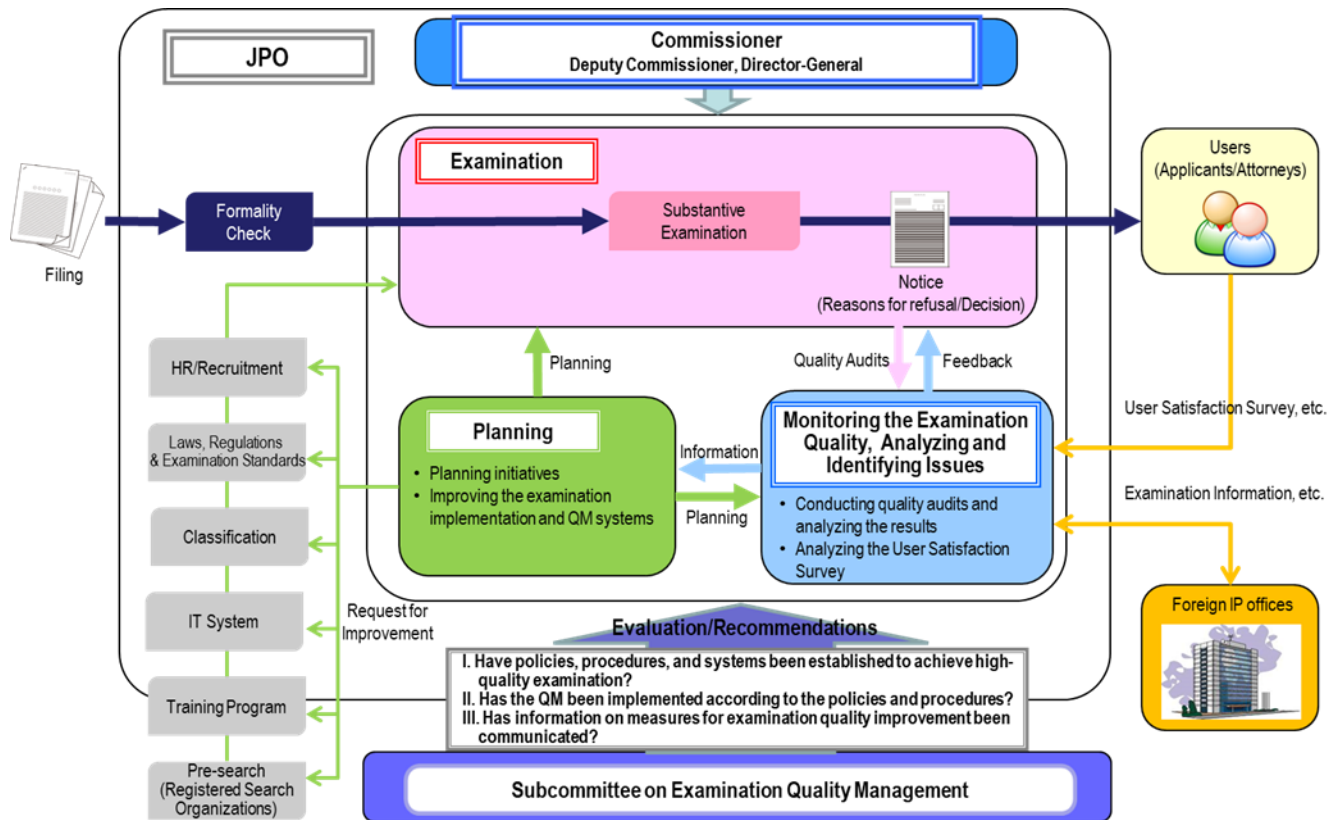 JPO
Commissioner
Deputy Commissioner, Director-General
Examination
Users
(Applicants/Attorneys)
Filing
Formality
Check
Substantive
Examination
Notice
(Reasons for refusal/Decision)
HR/Recruitment
Laws, Regulations
& Examination Standards
Classification
IT System
Training Program
Pre-search
(Registered Search
Organizations)
Request for
Improvement
Planning
Quality Audits
Feedback
Planning
• Planning initiatives
• Improving the examination
implementation and QM systems
Information
Planning
Monitoring the Examination
Quality, Analyzing and
Identifying Issues
• Conducting quality audits and
analyzing the results
• Analyzing the User Satisfaction
Survey
User Satisfaction Survey, etc.
Examination Information, etc.
Foreign IP offices
Evaluation/Recommendations
I. Have policies, procedures, and systems been established to achieve high-
quality examination?
II. Has the QM been implemented according to the policies and procedures?
III. Has information on measures for examination quality improvement been
communicated?
Subcommittee on Examination Quality Management